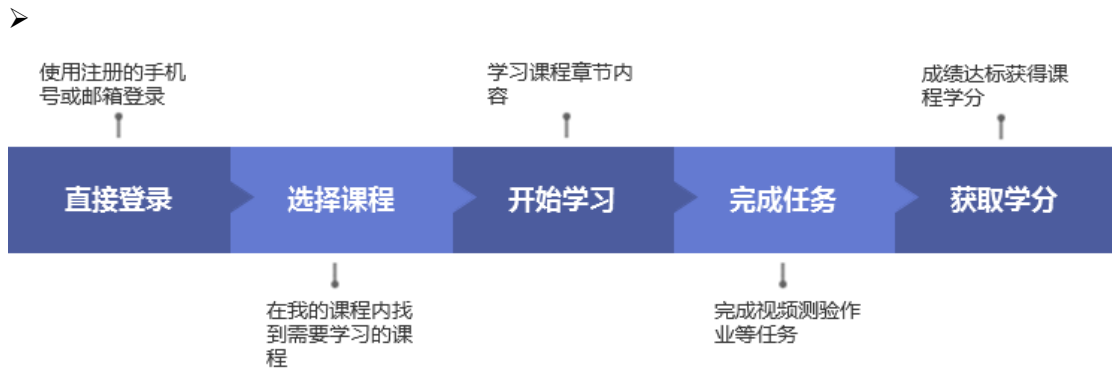 使用注册的手机
号或邮箱登录
学习课程章节内
容
成绩达标获得课
程学分
直接登录
选择课程
开始学习
完成任务
获取学分
在我的课程内找
到需要学习的课
程
完成视频测验作
业等任务